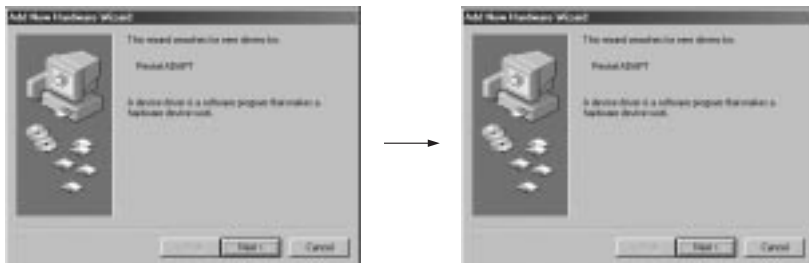 Add New Hardware Wizard
This wizard searches for new drivers for:
A device driver is a software program that makes a
hardware device work.
Next >
Cancel
Add New Hardware Wizard
This wizard searches for new drivers for:
A device driver is a software program that makes a
hardware device work.
Next >
Cancel